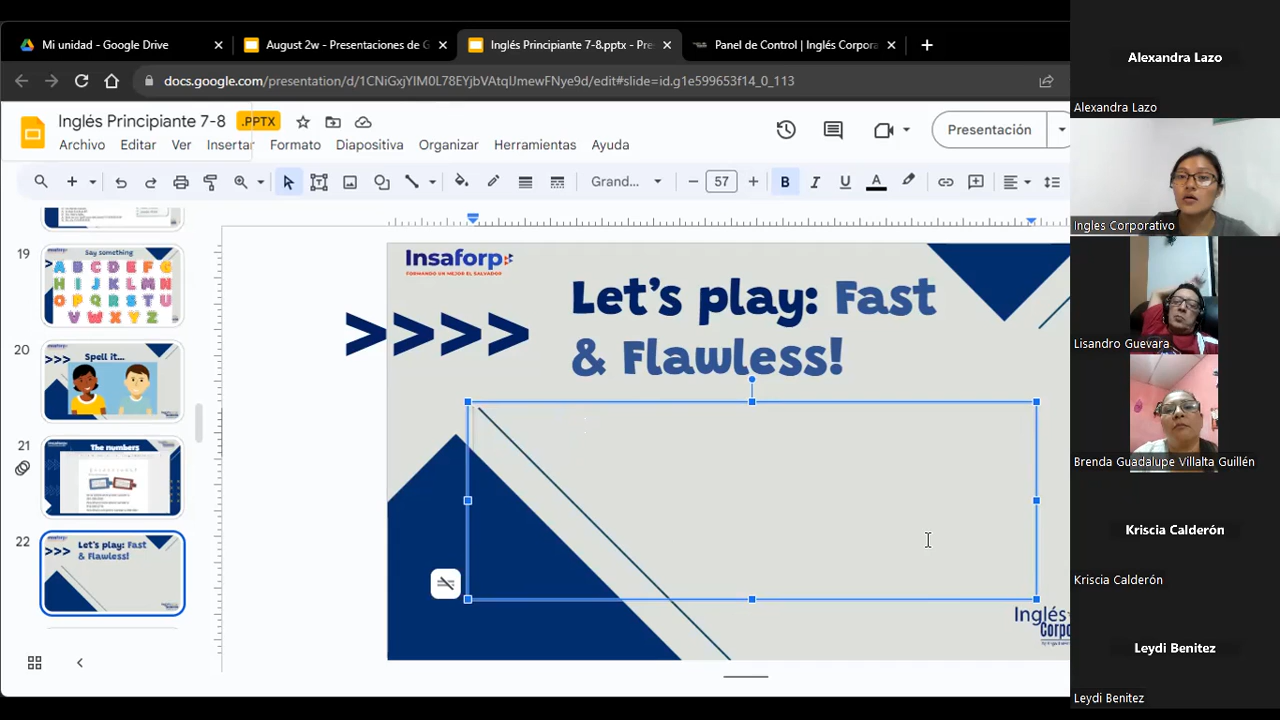 Mi unidad - Google Drive
August 2w - Presentaciones de G
Inglés Principiante 7-8.pptx - Pre
Panel de Control | Inglés Corpora
docs.google.com/presentation/d/1CNiGxjYIM0L78EYjbVAtqlJmewFNye9d/edit#slide=id.g1e599653f14_0_113
Inglés Principiante 7-8
.PPTX
Archivo Editar Ver Insertar Formato Diapositiva Organizar Herramientas Ayuda
Presentación
Grand...
57
B I U A
19
Say something
A B C D E F G
H I J K L M N
O P Q R S T U
V W X Y Z
20
>>>
Spell it...
21
The numbers
22
>>>
Let's play: Fast
& Flawless!
Insaforp
FORMANDO UN MEJOR EL SALVADOR
>>>>
Let's play: Fast
& Flawless!
Inglés
Corpo
Alexandra Lazo
Alexandra Lazo
Ingles Corporativo
Lisandro Guevara
Brenda Guadalupe Villalta Guillén
Kriscia Calderón
Kriscia Calderón
Leydi Benitez
Leydi Benitez